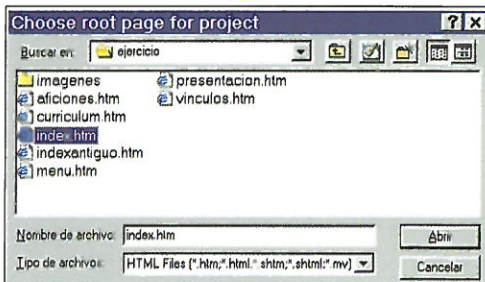 Choose root page for project
Buscar en: ejercicio
imagenes
aficiones.htm
curriculum.htm
index.htm
indexantiguo.htm
menu.htm
presentacion.htm
vinculos.htm
Nombre de archivo: index.htm
Abrir
Tipo de archivos: HTML Files (*.htm;*.html;*.shtm;*.shtml;*.mv)
Cancelar